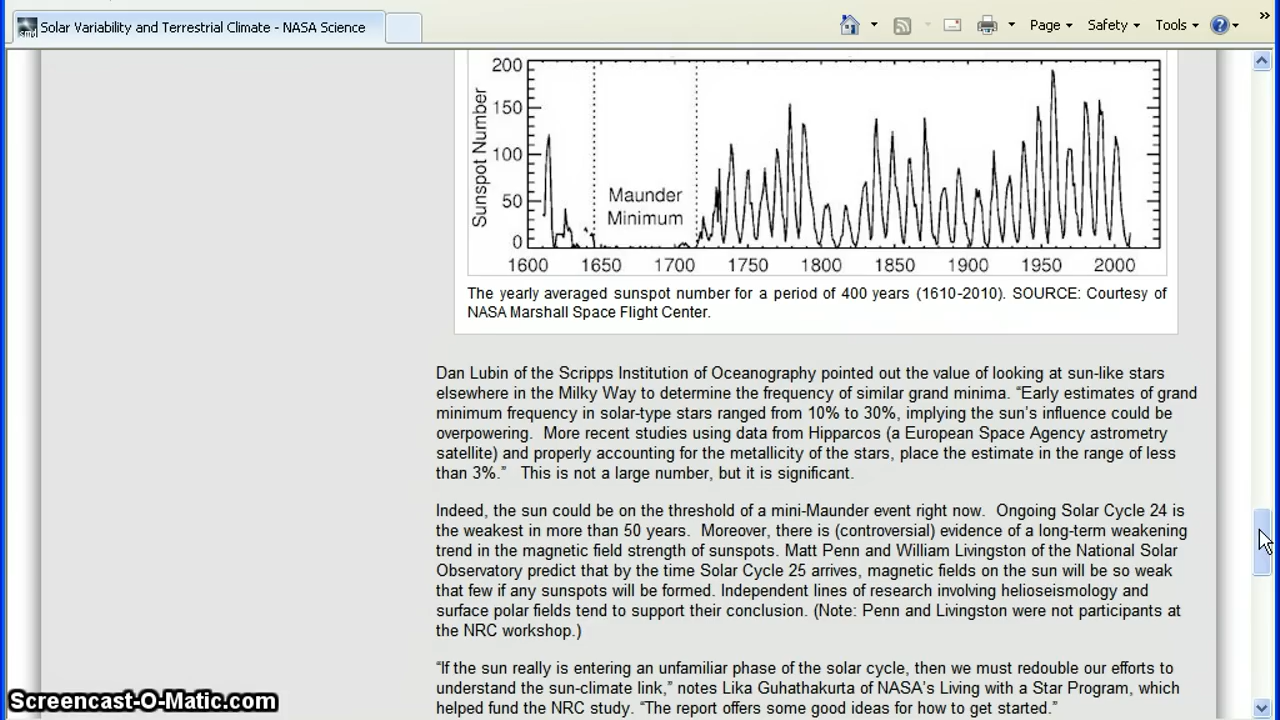 Solar Variability and Terrestrial Climate - NASA Science
Page Safety Tools
200
150
100
50
0
Sunspot Number
Maunder
Minimum
1600 1650 1700 1750 1800 1850 1900 1950 2000
The yearly averaged sunspot number for a period of 400 years (1610-2010). SOURCE: Courtesy of
NASA Marshall Space Flight Center.
Dan Lubin of the Scripps Institution of Oceanography pointed out the value of looking at sun-like stars
elsewhere in the Milky Way to determine the frequency of similar grand minima. “Early estimates of grand
minimum frequency in solar-type stars ranged from 10% to 30%, implying the sun’s influence could be
overpowering.  More recent studies using data from Hipparcos (a European Space Agency astrometry
satellite) and properly accounting for the metallicity of the stars, place the estimate in the range of less
than 3%.”   This is not a large number, but it is significant.
Indeed, the sun could be on the threshold of a mini-Maunder event right now.  Ongoing Solar Cycle 24 is
the weakest in more than 50 years.  Moreover, there is (controversial) evidence of a long-term weakening
trend in the magnetic field strength of sunspots. Matt Penn and William Livingston of the National Solar
Observatory predict that by the time Solar Cycle 25 arrives, magnetic fields on the sun will be so weak
that few if any sunspots will be formed. Independent lines of research involving helioseismology and
surface polar fields tend to support their conclusion. (Note: Penn and Livingston were not participants at
the NRC workshop.)
“If the sun really is entering an unfamiliar phase of the solar cycle, then we must redouble our efforts to
understand the sun-climate link,” notes Lika Guhathakurta of NASA’s Living with a Star Program, which
helped fund the NRC study. “The report offers some good ideas for how to get started.”
Screencast-O-Matic.com